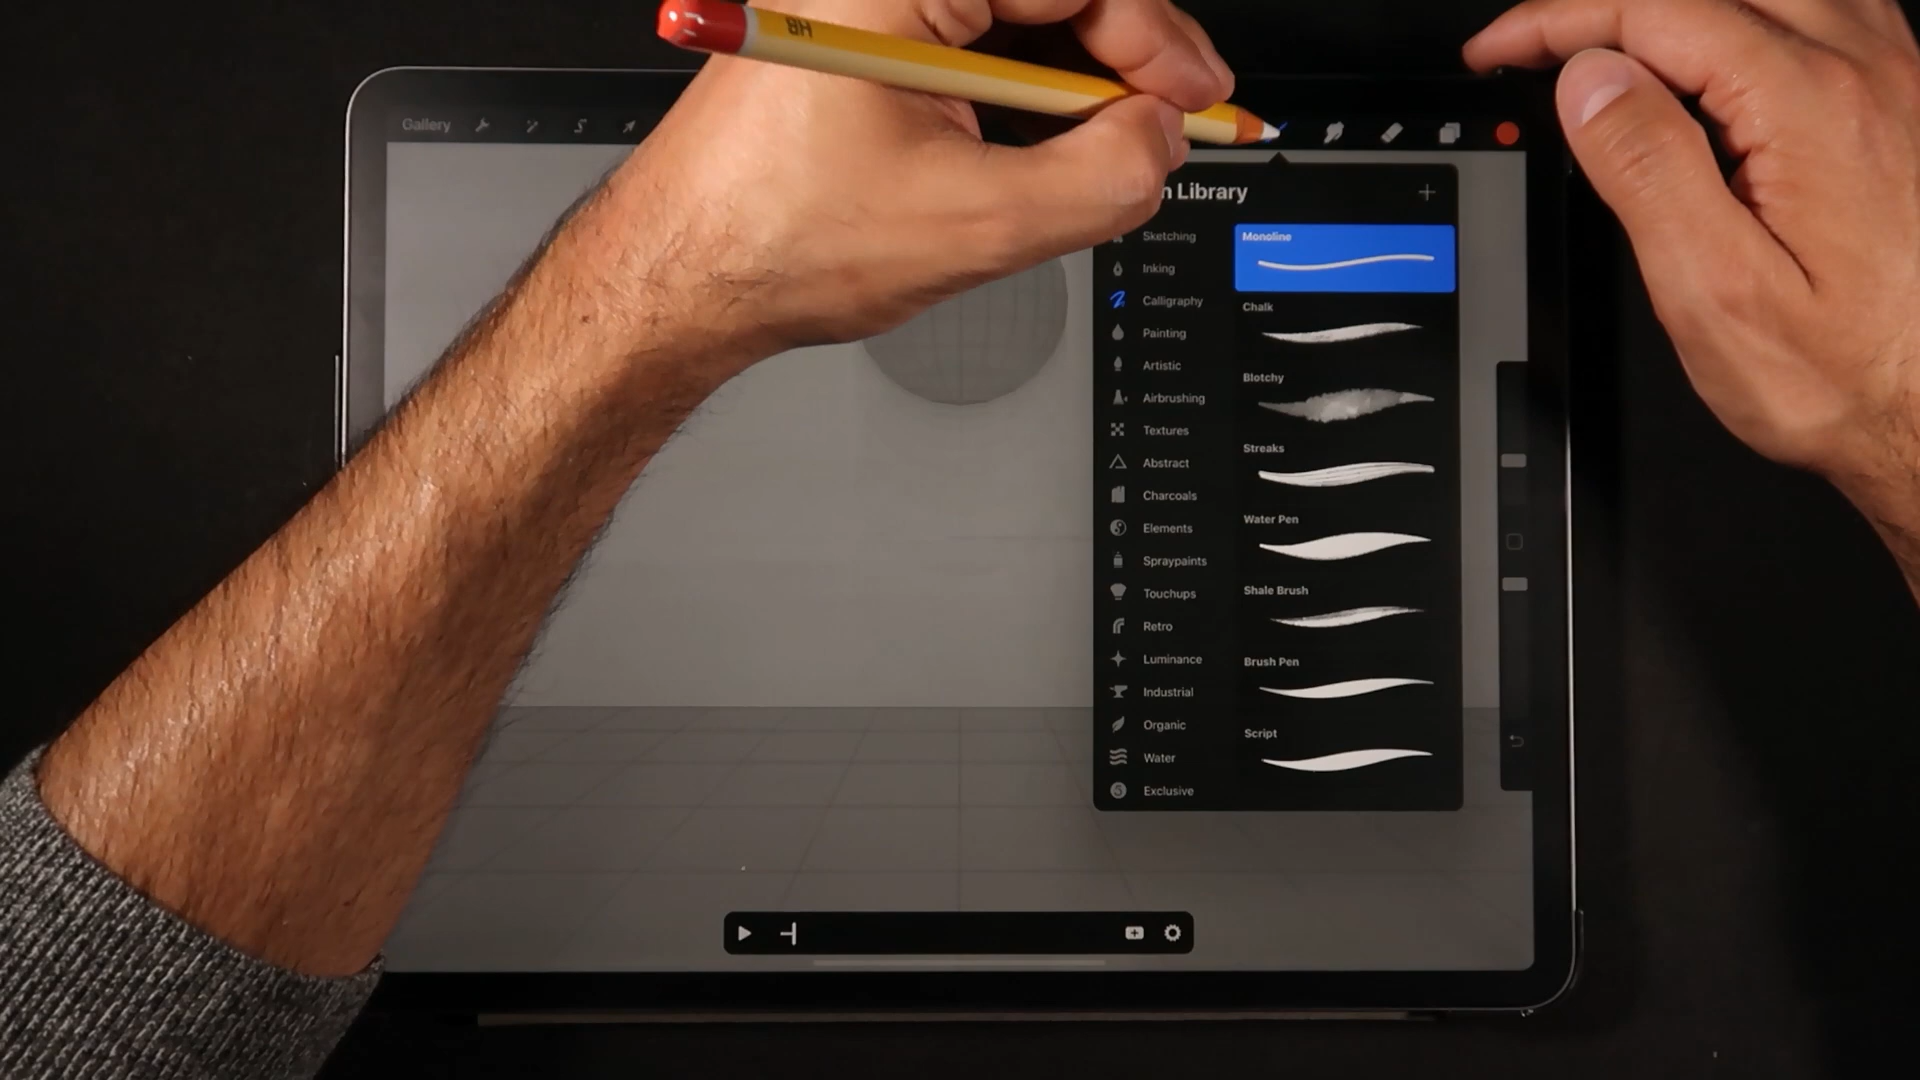 HB
Gallery
n Library
Sketching
Inking
Calligraphy
Painting
Artistic
Airbrushing
Textures
Abstract
Charcoals
Elements
Spraypaints
Touchups
Retro
Luminance
Industrial
Organic
Water
Exclusive
Monoline
Chalk
Blotchy
Streaks
Water Pen
Shale Brush
Brush Pen
Script